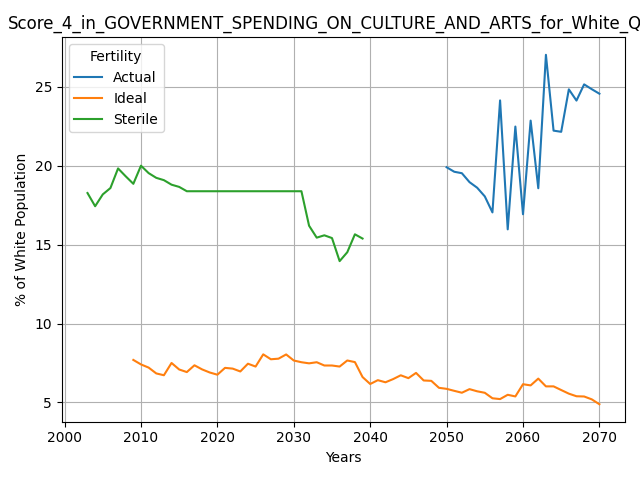 Score_4_in_GOVERNMENT_SPENDING_ON_CULTURE_AND_ARTS_for_White_Q
Fertility
Actual
Ideal
Sterile
25
20
15
10
5
% of White Population
2000 2010 2020 2030 2040 2050 2060 2070
Years